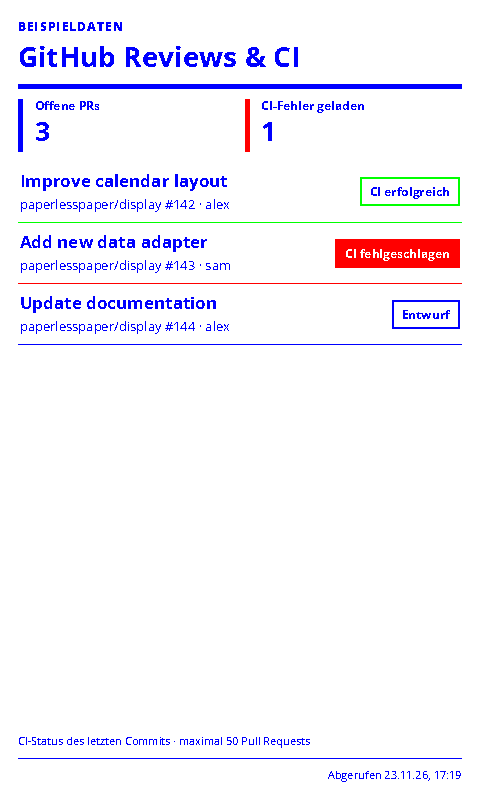 BEISPIELDATEN
GitHub Reviews & CI
Offene PRs
3
CI-Fehler geladen
1
Improve calendar layout
paperlesspaper/display #142 · alex
CI erfolgreich
Add new data adapter
paperlesspaper/display #143 · sam
CI fehlgeschlagen
Update documentation
paperlesspaper/display #144 · alex
Entwurf
CI-Status des letzten Commits · maximal 50 Pull Requests
Abgerufen 23.11.26, 17:19